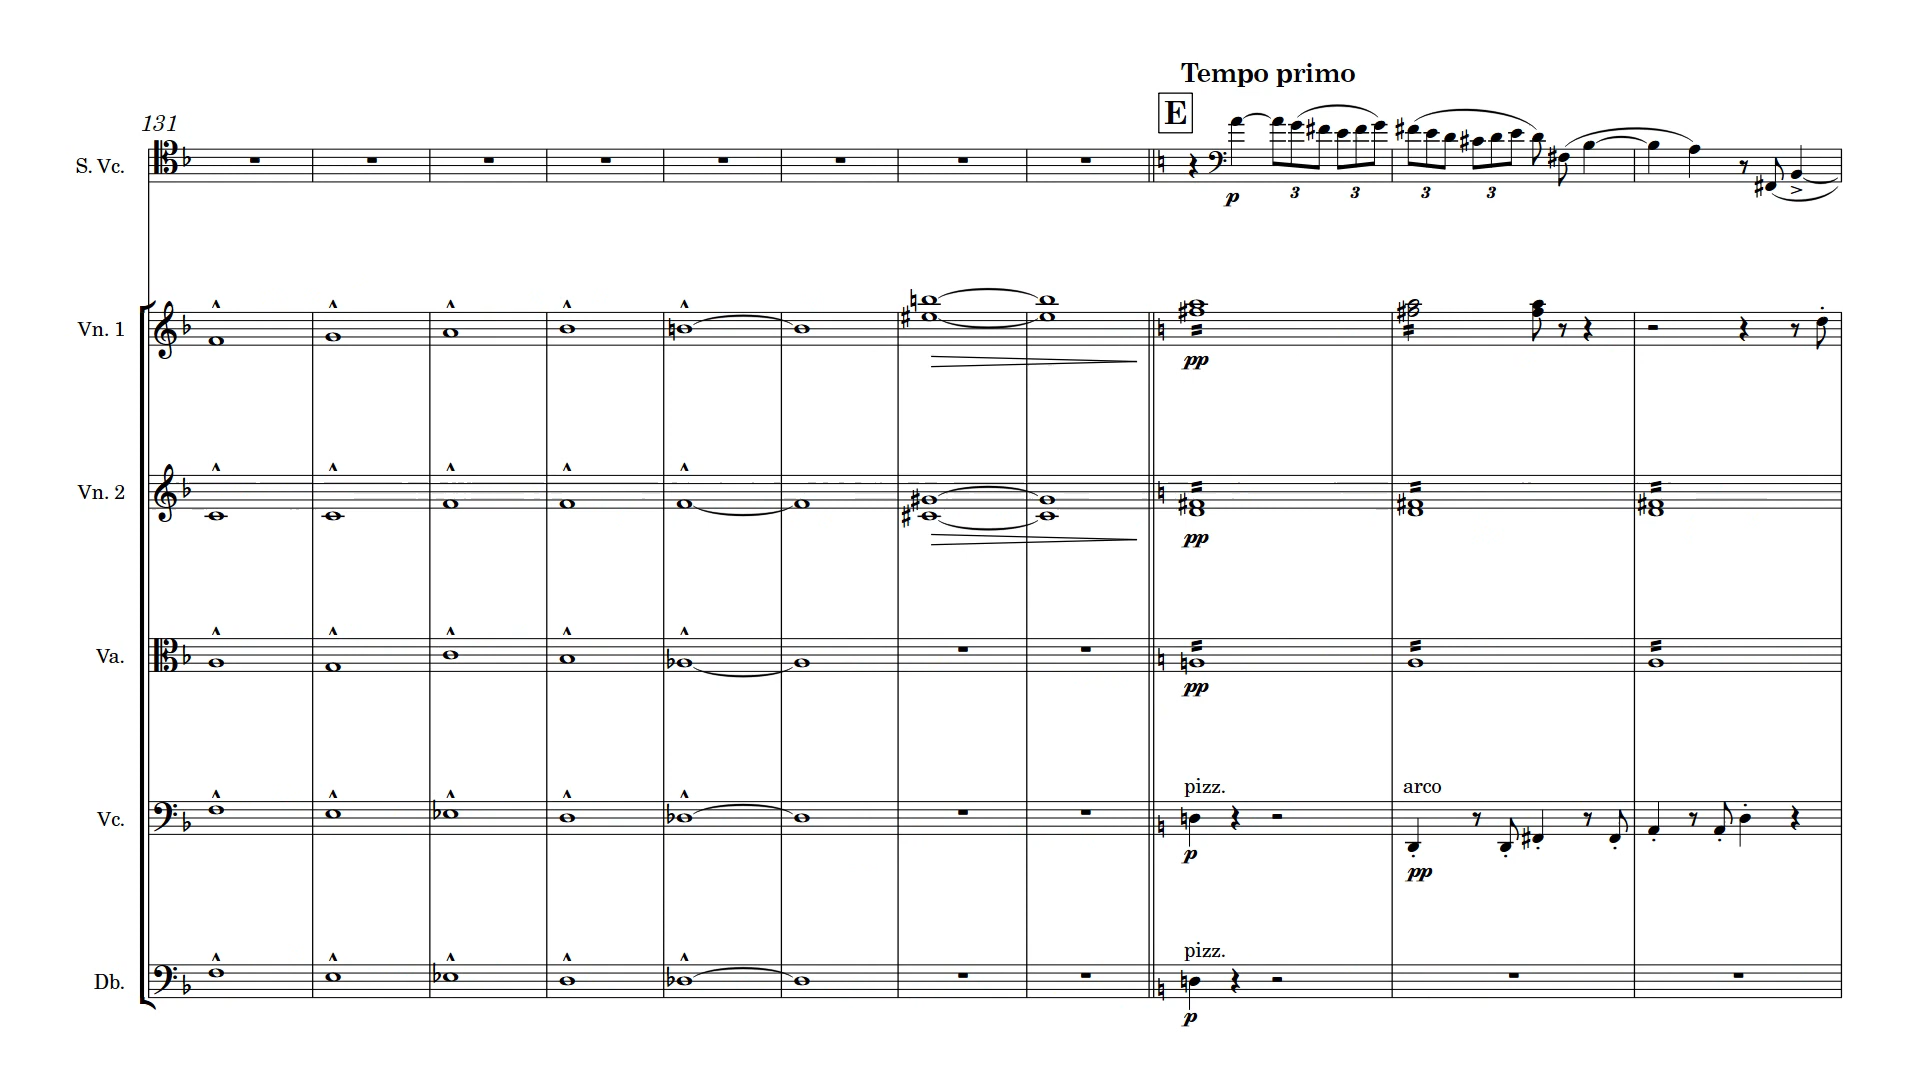 Tempo primo
E
131
S. Vc.
p
3 3 3 3
Vn. 1
pp
Vn. 2
pp
Va.
pp
pizz. arco
Vc.
p
pp
pizz.
Db.
p